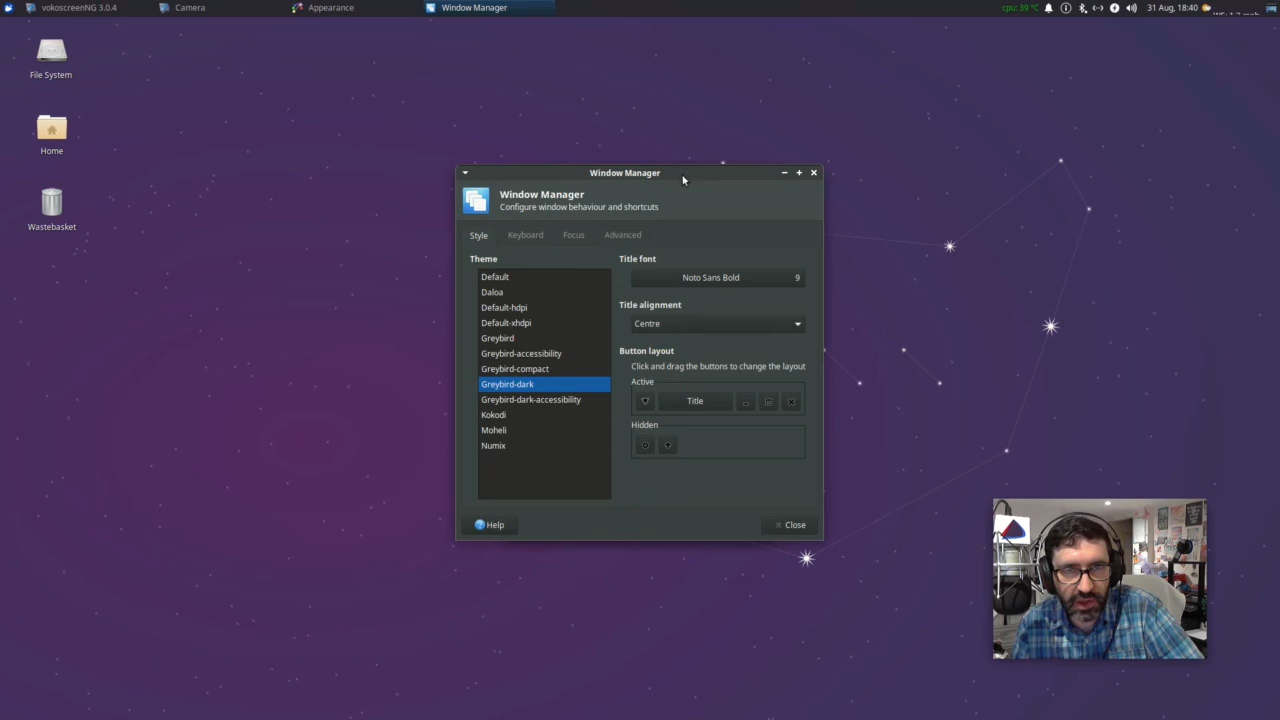 vokoscreenNG 3.0.4
Camera
Appearance
Window Manager
cpu: 39 °C
31 Aug, 18:40
File System
Home
Wastebasket
Window Manager
Window Manager
Configure window behaviour and shortcuts
Style
Keyboard
Focus
Advanced
Theme
Default
Daloa
Default-hdpi
Default-xhdpi
Greybird
Greybird-accessibility
Greybird-compact
Greybird-dark
Greybird-dark-accessibility
Kokodi
Moheli
Numix
Title font
Noto Sans Bold 9
Title alignment
Centre
Button layout
Click and drag the buttons to change the layout
Active
Title
Hidden
Help
Close